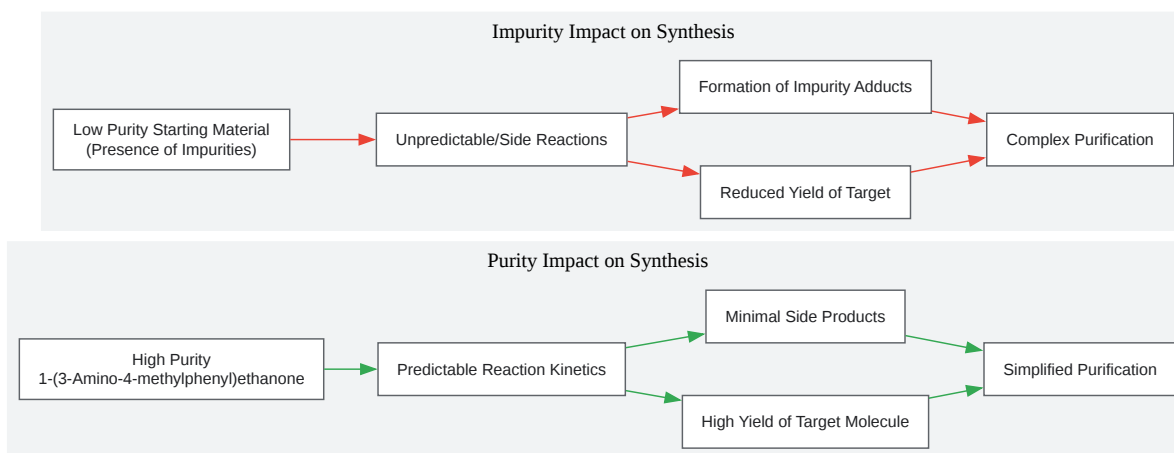 Impurity Impact on Synthesis
Low Purity Starting Material
(Presence of Impurities)
Unpredictable/Side Reactions
Formation of Impurity Adducts
Reduced Yield of Target
Complex Purification
Purity Impact on Synthesis
High Purity
1-(3-Amino-4-methylphenyl)ethanone
Predictable Reaction Kinetics
Minimal Side Products
High Yield of Target Molecule
Simplified Purification